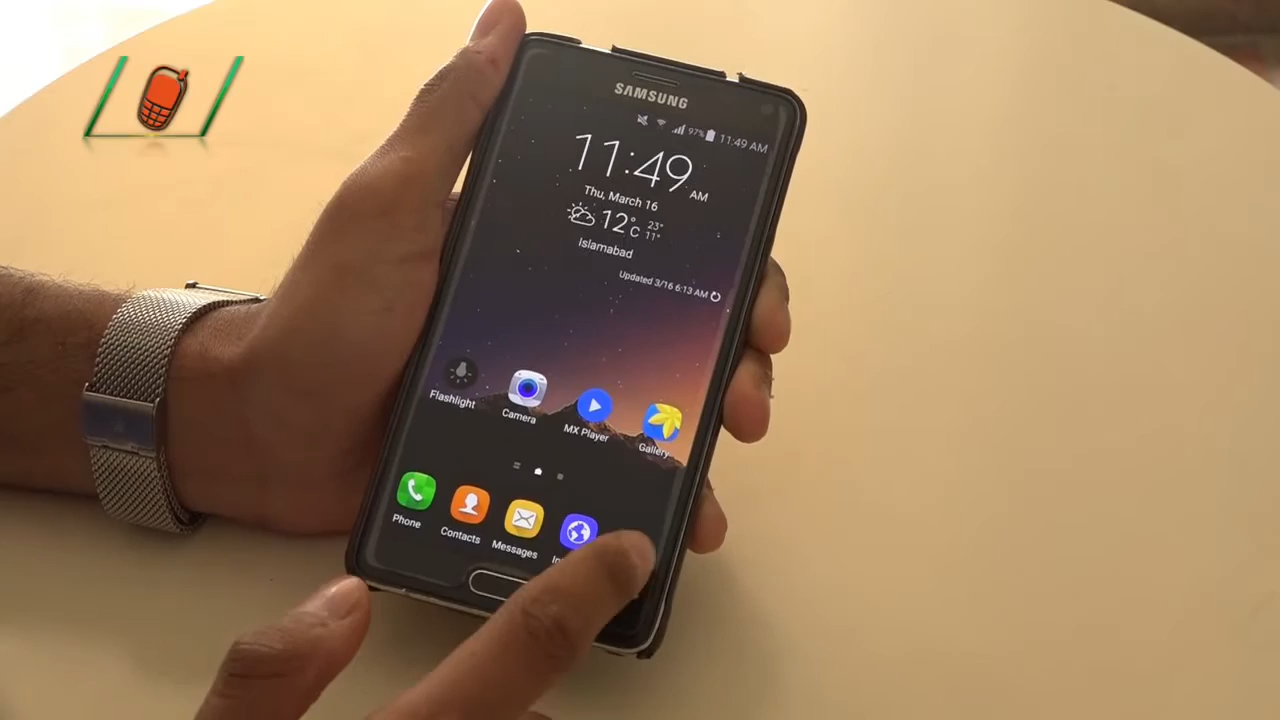 SAMSUNG
97% 11:49 AM
11:49 AM
Thu, March 16
12°C 23° 11°
Islamabad
Updated 3/16 6:13 AM
Flashlight
Camera
MX Player
Gallery
Phone
Contacts
Messages